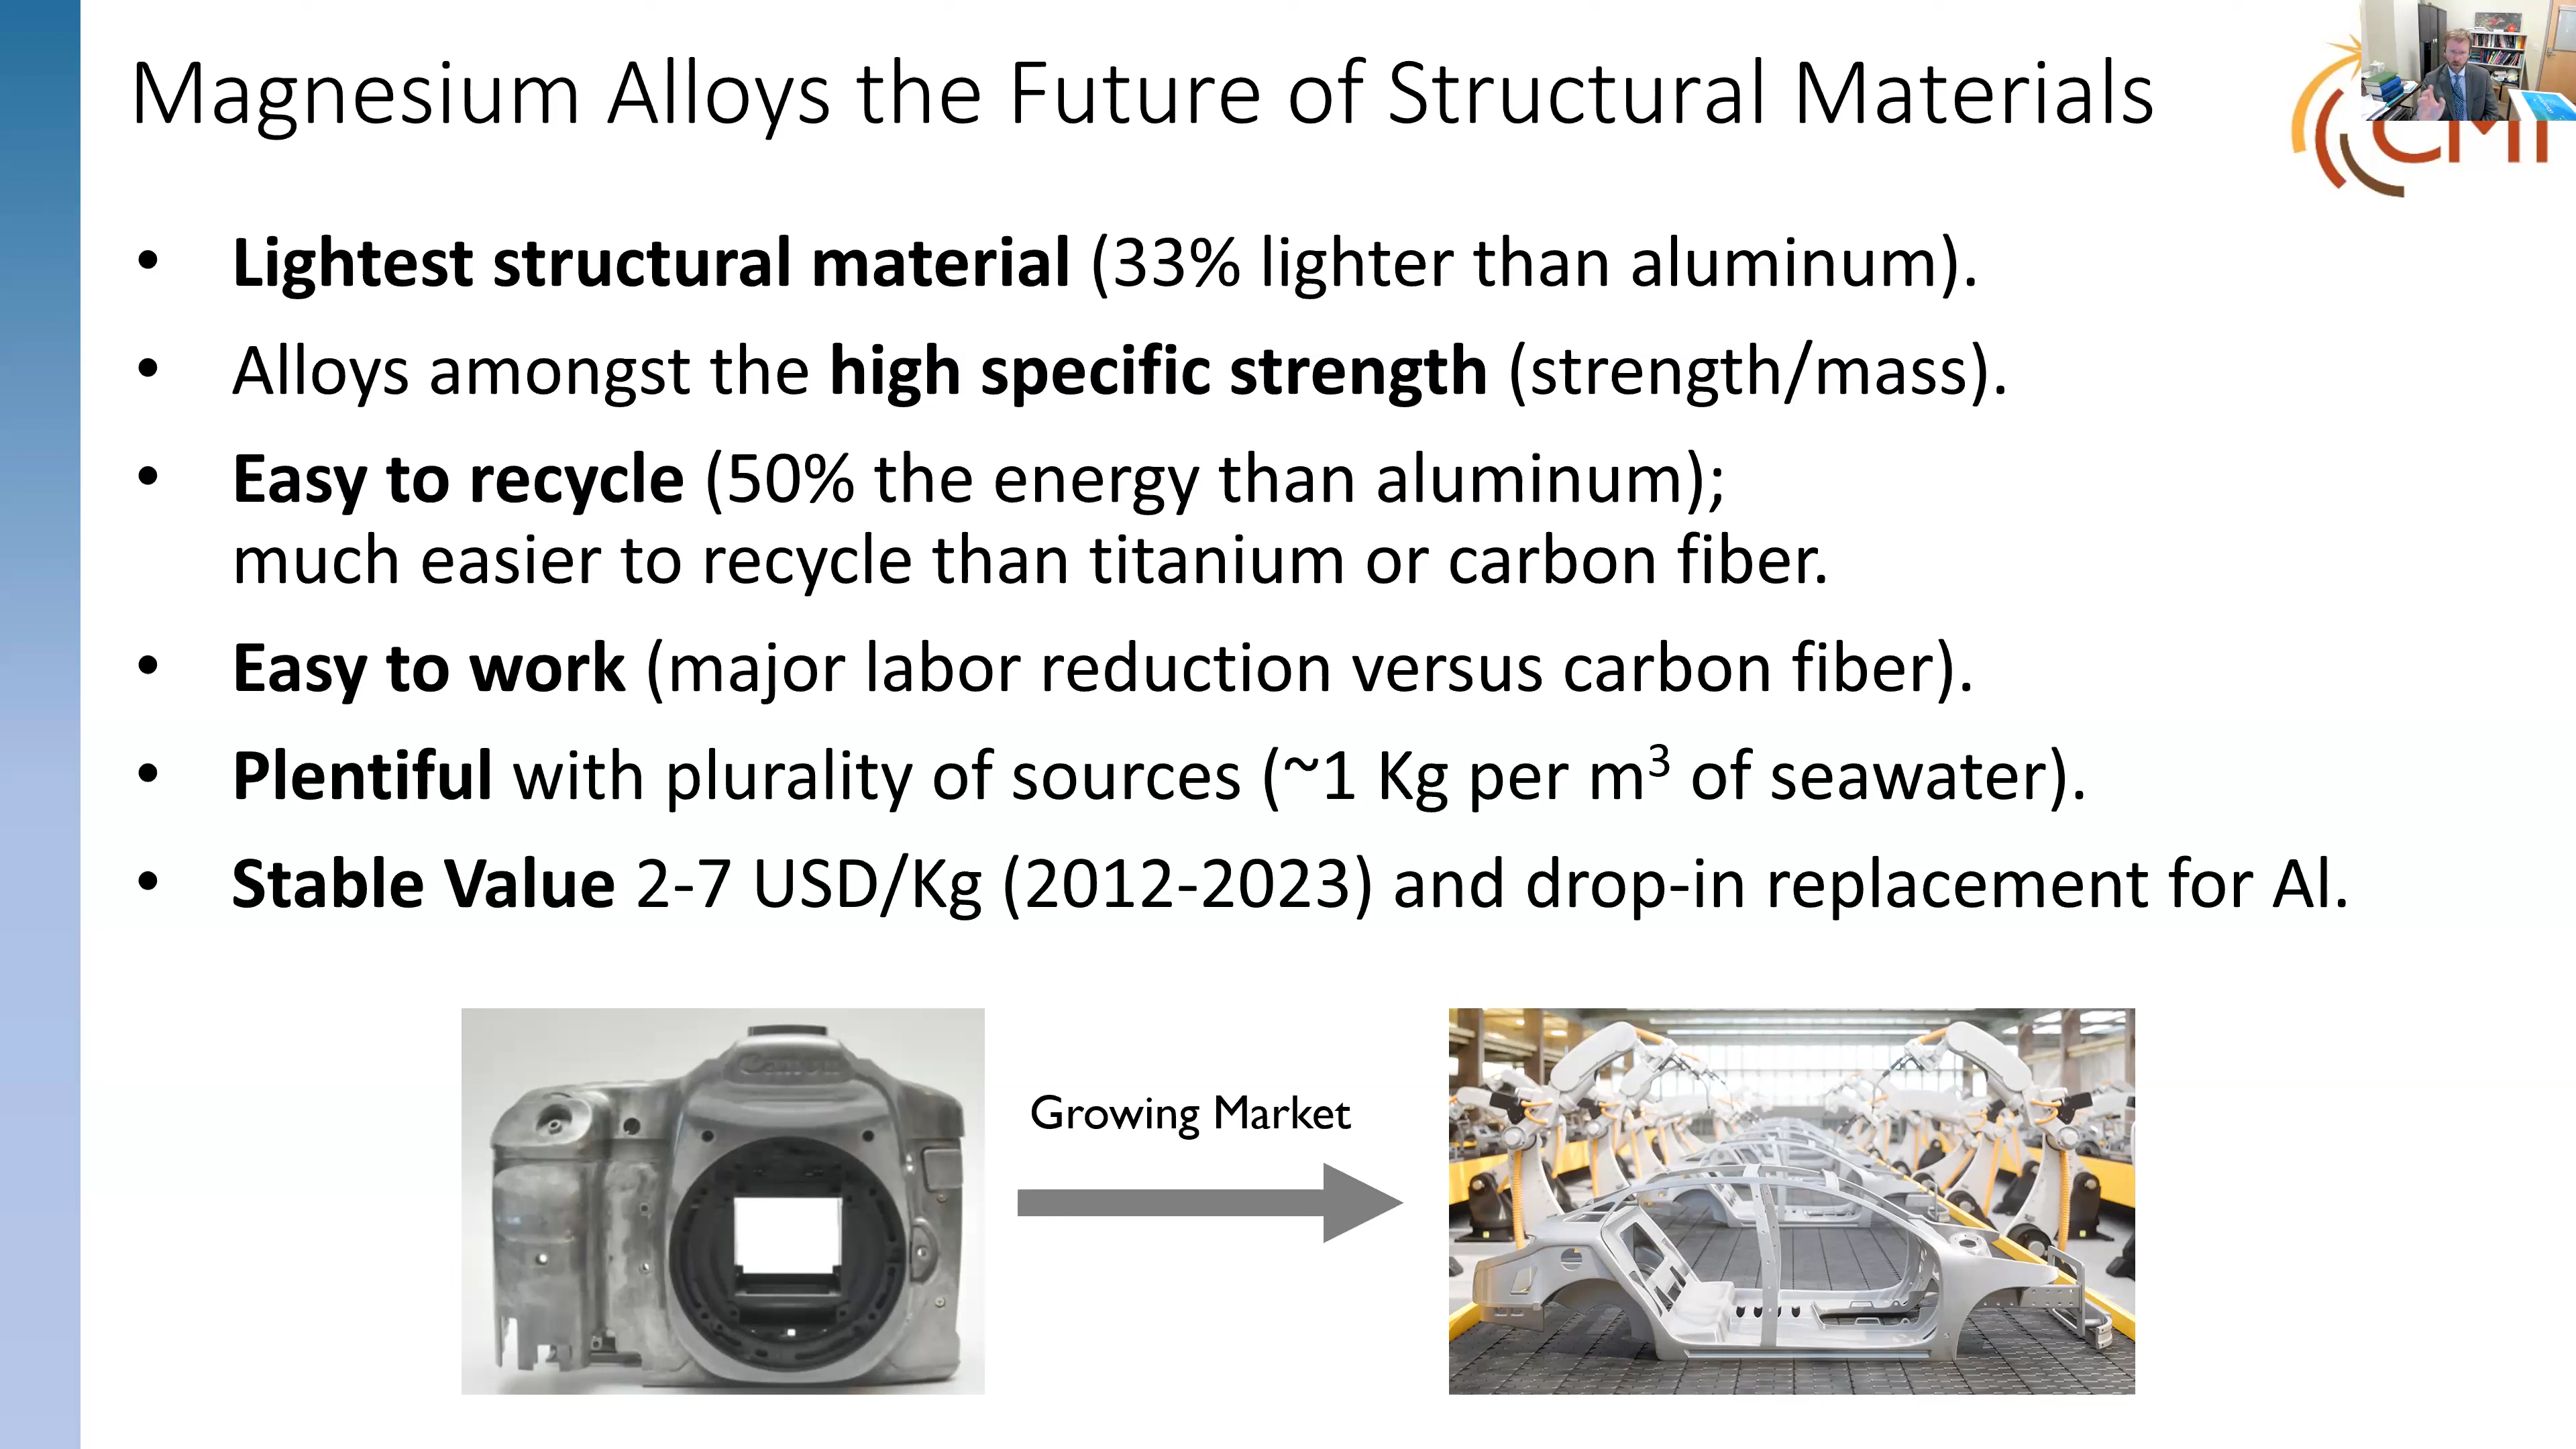 Magnesium Alloys the Future of Structural Materials
CMI
• Lightest structural material (33% lighter than aluminum).
• Alloys amongst the high specific strength (strength/mass).
• Easy to recycle (50% the energy than aluminum);
much easier to recycle than titanium or carbon fiber.
• Easy to work (major labor reduction versus carbon fiber).
• Plentiful with plurality of sources (~1 Kg per m³ of seawater).
• Stable Value 2-7 USD/Kg (2012-2023) and drop-in replacement for Al.
Canon
Growing Market